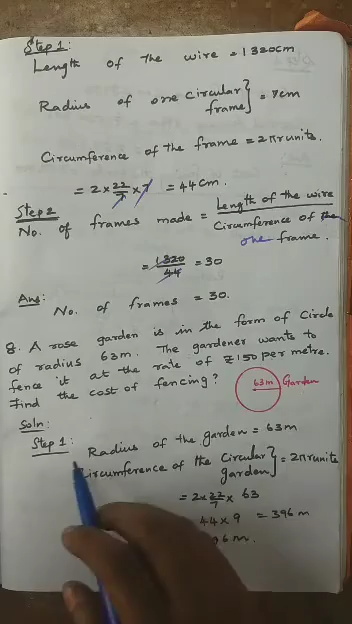 Step 1:
Length of the wire = 1320cm
Radius of one circular frame} = 7cm
Circumference of the frame = 2πr units.
= 2 × 22/7 × 7 = 44cm.
Step 2
No. of frames made = Length of the wire / Circumference of the one frame.
= 1320/44 = 30
Ans:
No. of frames = 30.
8. A rose garden is in the form of circle
of radius 63m. The gardener wants to
fence it at the rate of ₹150 per metre.
Find the cost of fencing?
63m Garden
Soln:
Step 1:
Radius of the garden = 63m
Circumference of the circular garden} = 2πr units
= 2 × 22/7 × 63
44 × 9 = 396m
96 m.